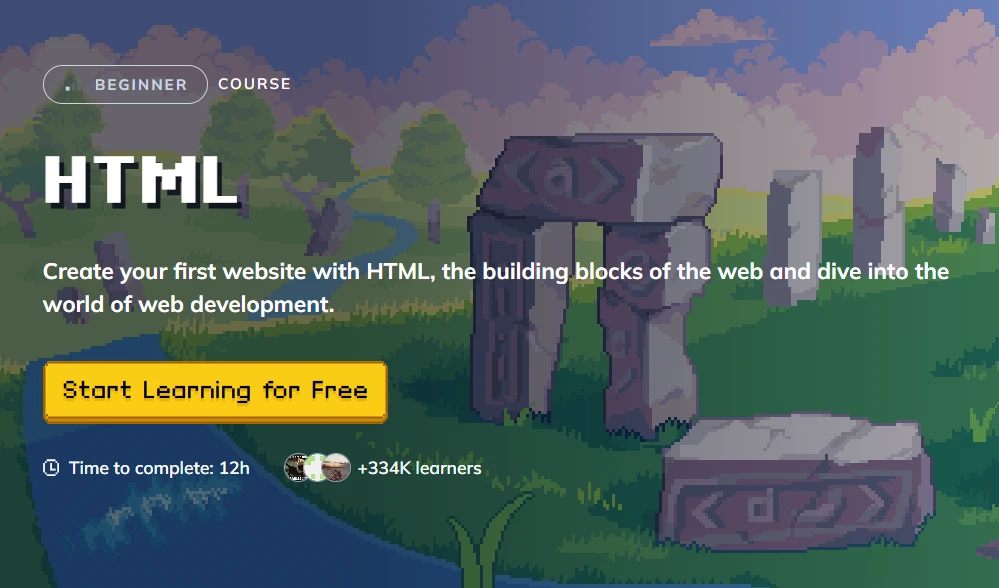 BEGINNER COURSE
HTML
Create your first website with HTML, the building blocks of the web and dive into the
world of web development.
Start Learning for Free
Time to complete: 12h +334K learners
<a>